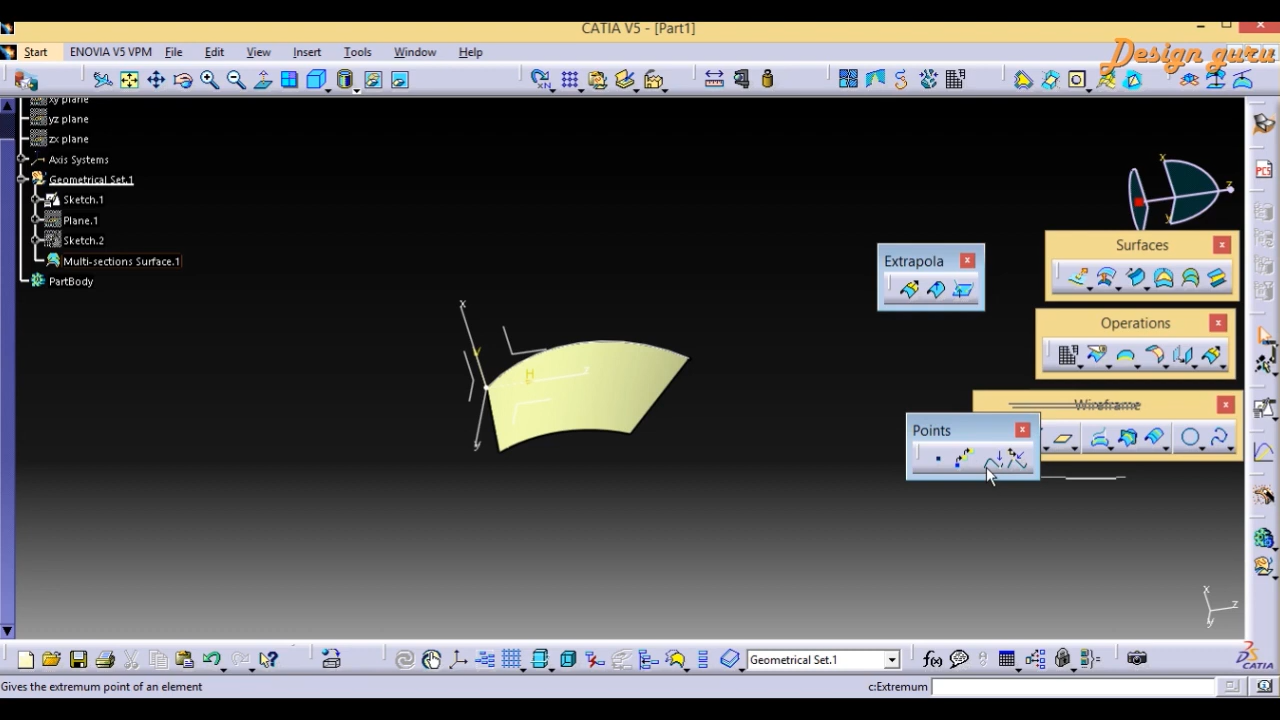 CATIA V5 - [Part1]
Design guru
Start ENOVIA V5 VPM File Edit View Insert Tools Window Help
xy plane
yz plane
zx plane
Axis Systems
Geometrical Set.1
Sketch.1
Plane.1
Sketch.2
Multi-sections Surface.1
PartBody
x
z
y
Surfaces
Extrapola
Operations
Wireframe
Points
x
V
H
z
y
x
z
y
Geometrical Set.1
f(x)
CATIA
Gives the extremum point of an element
c:Extremum